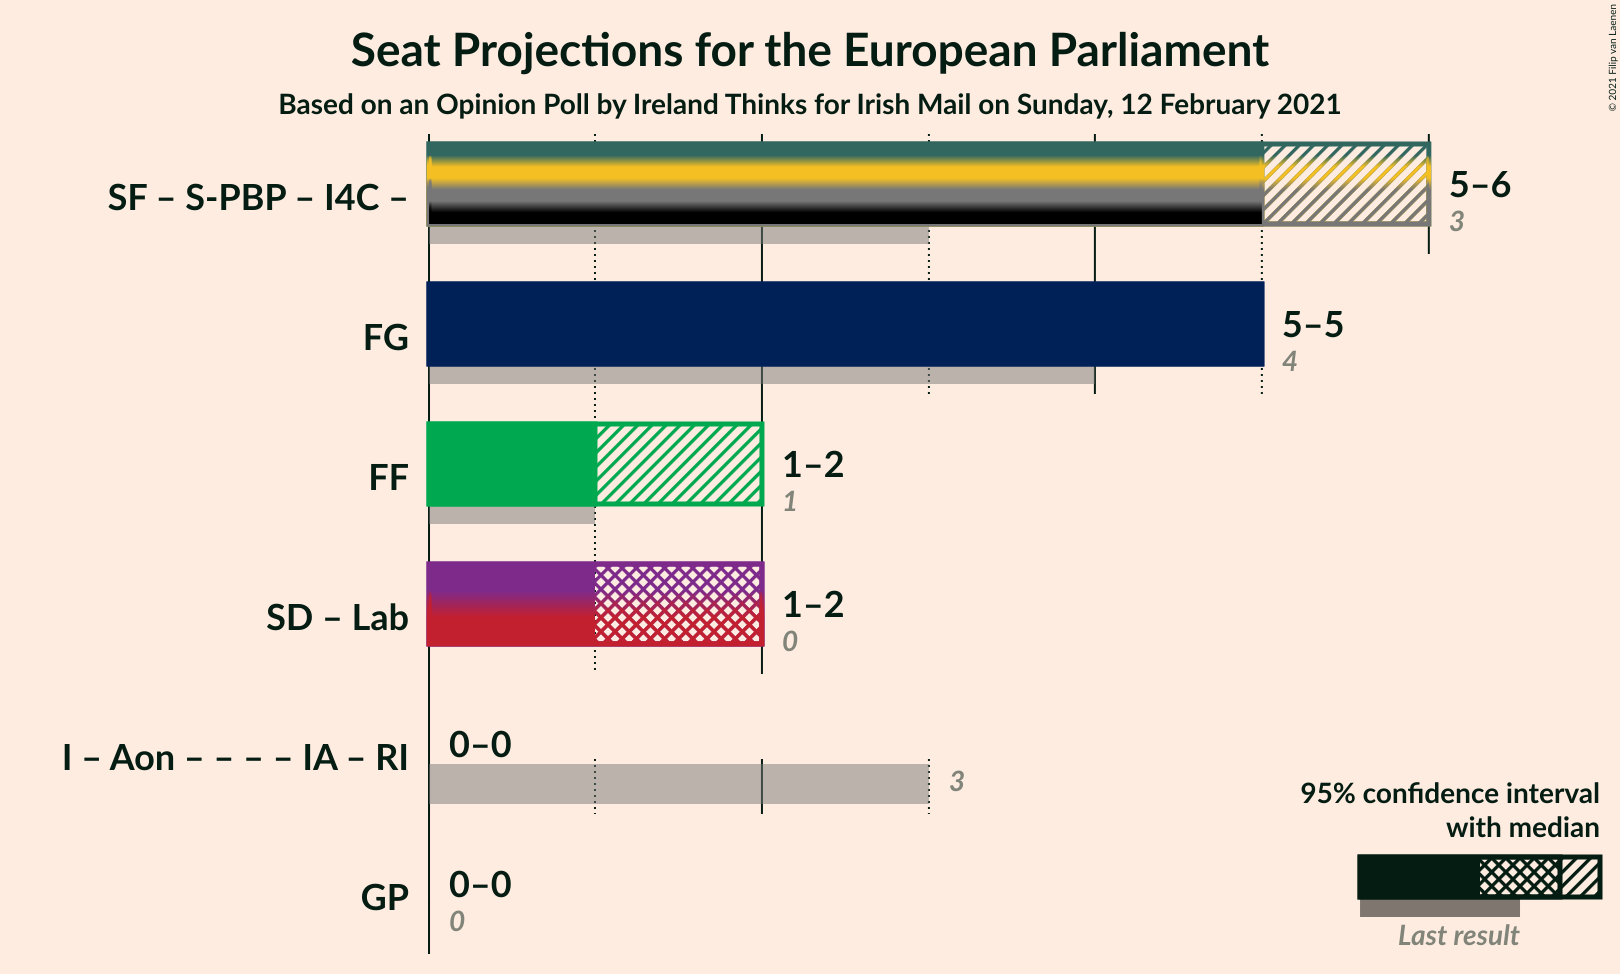 Seat Projections for the European Parliament
Based on an Opinion Poll by Ireland Thinks for Irish Mail on Sunday, 12 February 2021
© 2021 Filip van Laenen
SF – S-PBP – I4C –
5–6
3
FG
5–5
4
FF
1–2
1
SD – Lab
1–2
0
I – Aon – – – – IA – RI
0–0
3
GP
0–0
0
95% confidence interval
with median
Last result